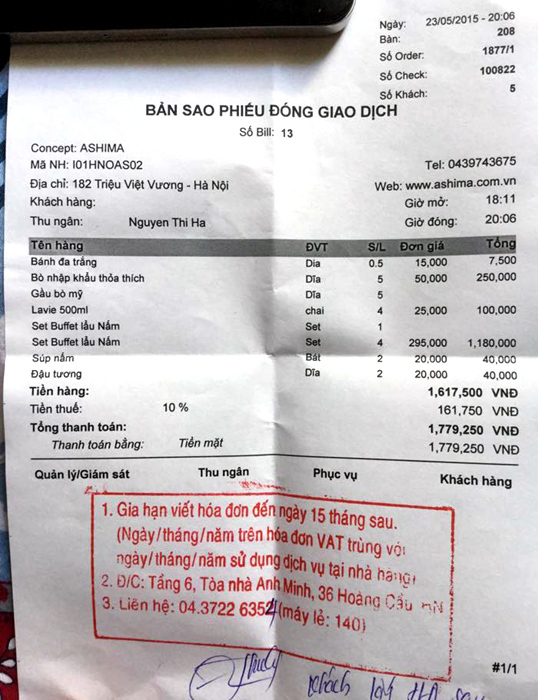 Ngày: 23/05/2015 - 20:06
Bàn: 208
Số Order: 1877/1
Số Check: 100822
Số Khách: 5
BẢN SAO PHIẾU ĐÓNG GIAO DỊCH
Số Bill: 13
Concept: ASHIMA
Mã NH: I01HNOAS02 Tel: 0439743675
Địa chỉ: 182 Triệu Việt Vương - Hà Nội Web: www.ashima.com.vn
Khách hàng: Giờ mở: 18:11
Thu ngân: Nguyen Thi Ha Giờ đóng: 20:06
Tên hàng ĐVT S/L Đơn giá Tổng
Bánh đa trắng Dĩa 0.5 15,000 7,500
Bò nhập khẩu thỏa thích Dĩa 5 50,000 250,000
Gầu bò mỹ Dĩa 5
Lavie 500ml chai 4 25,000 100,000
Set Buffet lẩu Nấm Set 1
Set Buffet lẩu Nấm Set 4 295,000 1,180,000
Súp nấm Bát 2 20,000 40,000
Đậu tương Dĩa 2 20,000 40,000
Tiền hàng: 1,617,500 VNĐ
Tiền thuế: 10 % 161,750 VNĐ
Tổng thanh toán: 1,779,250 VNĐ
Thanh toán bằng: Tiền mặt 1,779,250 VNĐ
Quản lý/Giám sát Thu ngân Phục vụ Khách hàng
1. Gia hạn viết hóa đơn đến ngày 15 tháng sau.
(Ngày/tháng/năm trên hóa đơn VAT trùng với
ngày/tháng/năm sử dụng dịch vụ tại nhà hàng)
2. Đ/C: Tầng 6, Tòa nhà Anh Minh, 36 Hoàng Cầu HN
3. Liên hệ: 04.3722 6354 (máy lẻ: 140)
#1/1
khách lấy